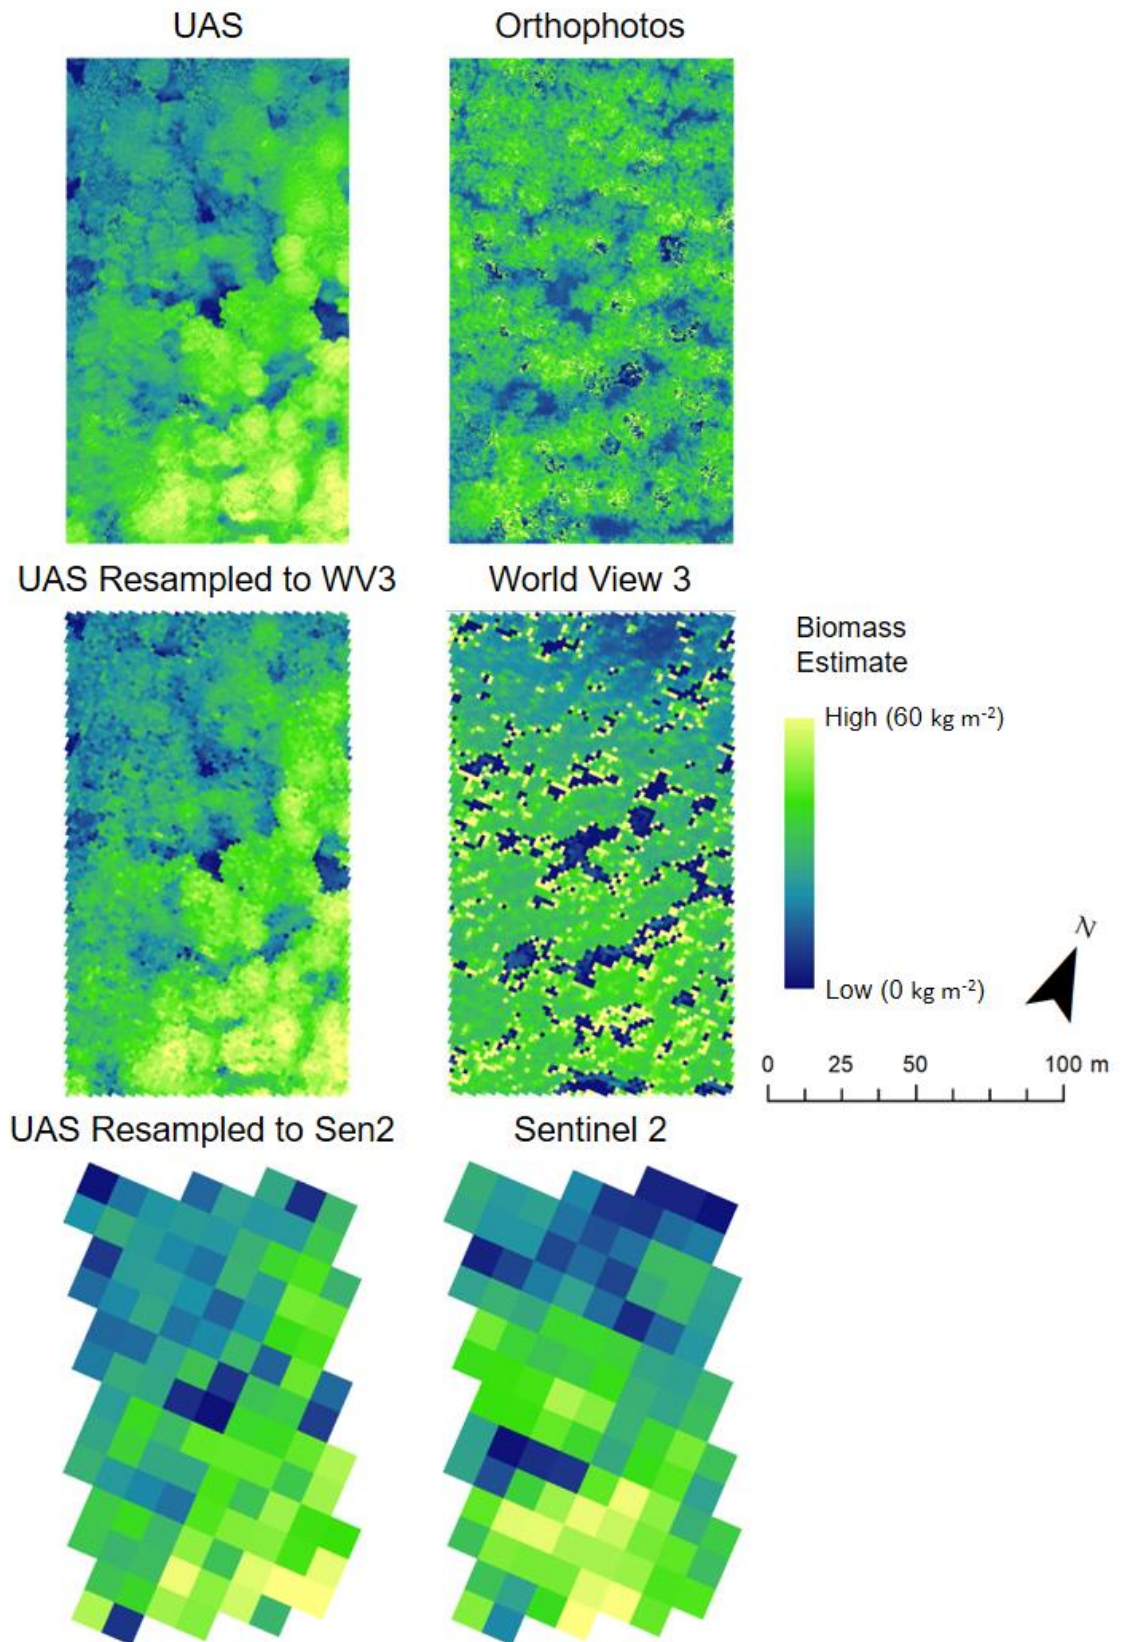 UAS
Orthophotos
UAS Resampled to WV3
World View 3
Biomass
Estimate
High (60 kg m⁻²)
Low (0 kg m⁻²)
N
0 25 50 100 m
UAS Resampled to Sen2
Sentinel 2